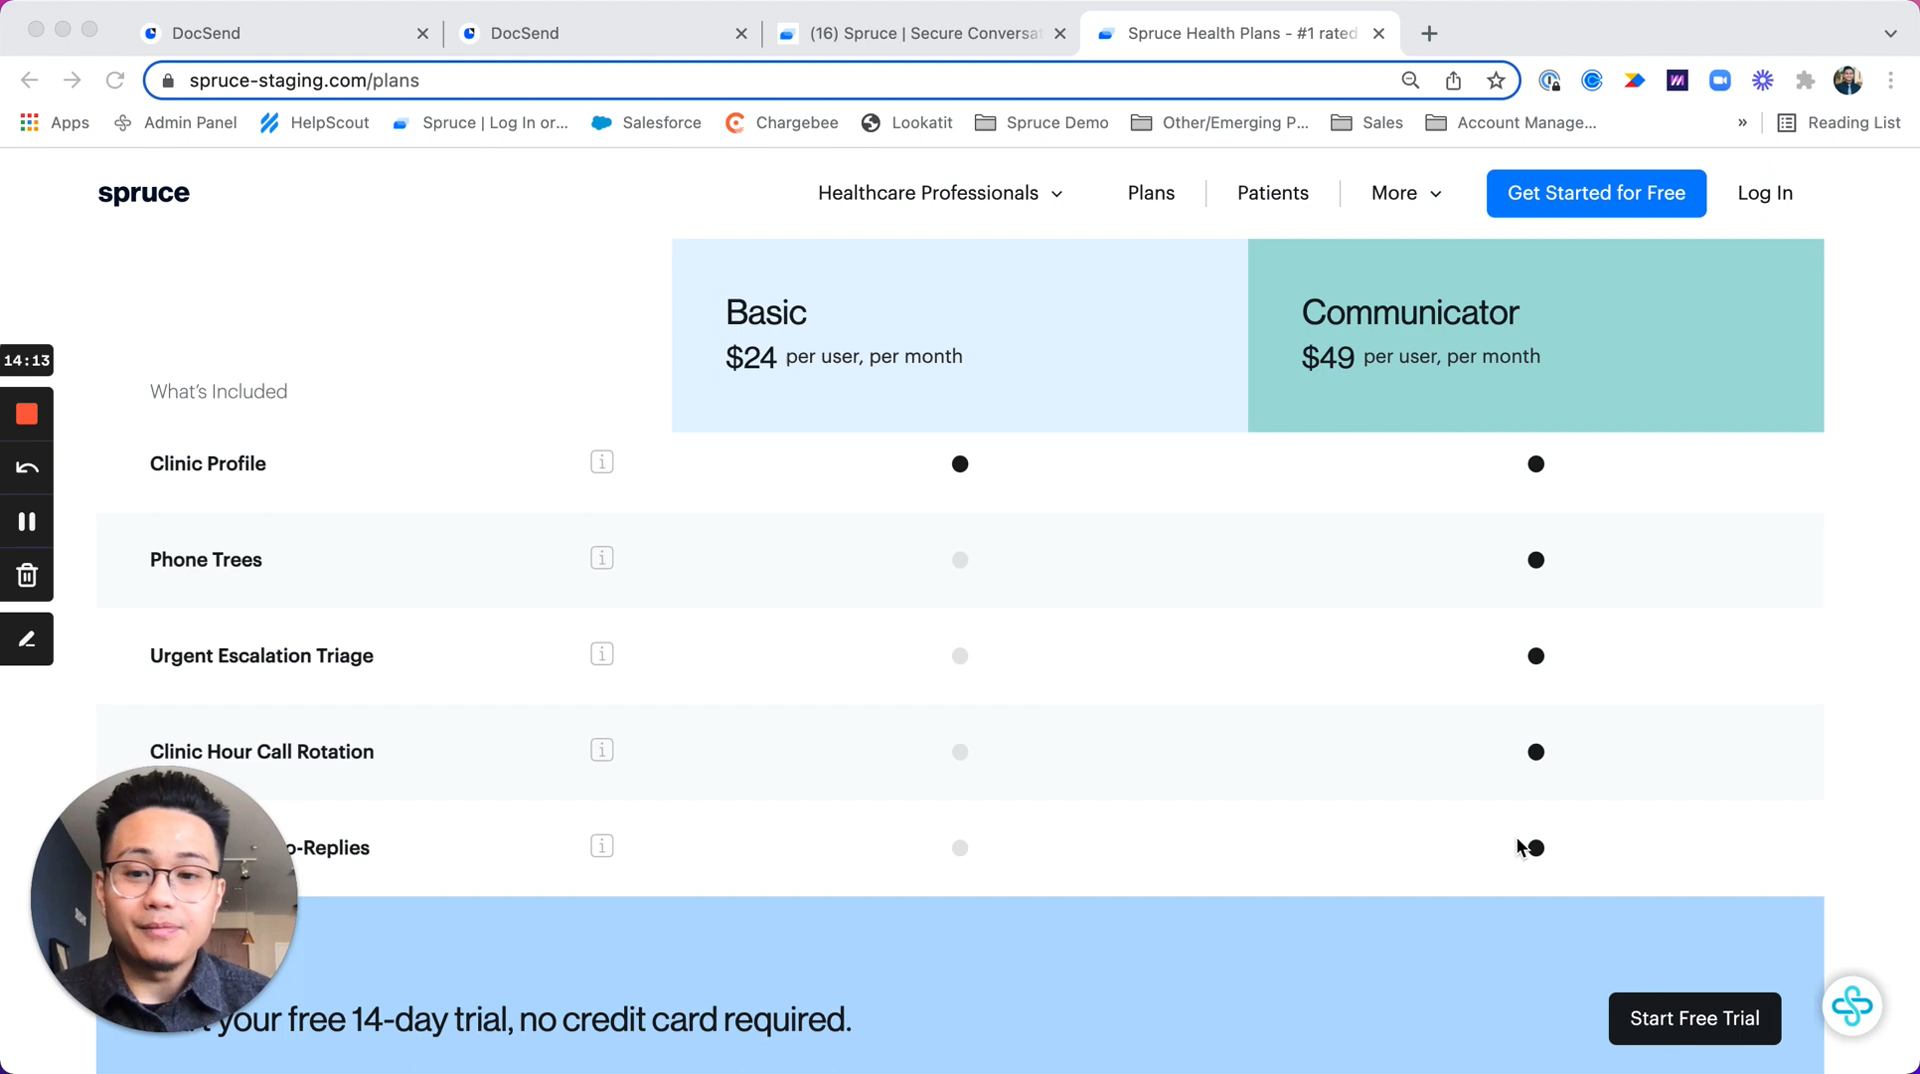 DocSend
DocSend
(16) Spruce | Secure Conversat
Spruce Health Plans - #1 rated
spruce-staging.com/plans
Apps
Admin Panel
HelpScout
Spruce | Log In or...
Salesforce
Chargebee
Lookatit
Spruce Demo
Other/Emerging P...
Sales
Account Manage...
»
Reading List
spruce
Healthcare Professionals
Plans
Patients
More
Get Started for Free
Log In
Basic
$24 per user, per month
Communicator
$49 per user, per month
14:13
What's Included
Clinic Profile
Phone Trees
Urgent Escalation Triage
Clinic Hour Call Rotation
o-Replies
your free 14-day trial, no credit card required.
Start Free Trial